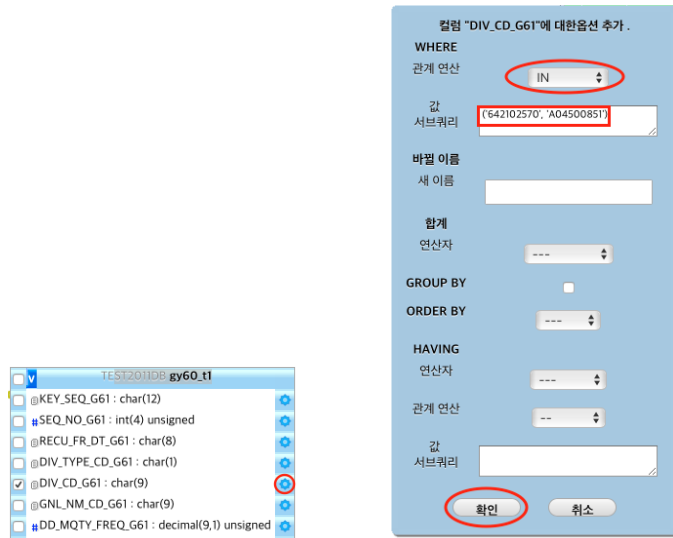 컬럼 "DIV_CD_G61"에 대한옵션 추가 .
WHERE
관계 연산
IN
값
서브쿼리
('642102570', 'A04500851')
바뀔 이름
새 이름
합계
연산자
---
GROUP BY
ORDER BY
---
HAVING
연산자
---
관계 연산
--
값
서브쿼리
확인
취소
v
TEST2011DB gy60_t1
KEY_SEQ_G61 : char(12)
#SEQ_NO_G61 : int(4) unsigned
RECU_FR_DT_G61 : char(8)
DIV_TYPE_CD_G61 : char(1)
DIV_CD_G61 : char(9)
GNL_NM_CD_G61 : char(9)
#DD_MQTY_FREQ_G61 : decimal(9,1) unsigned